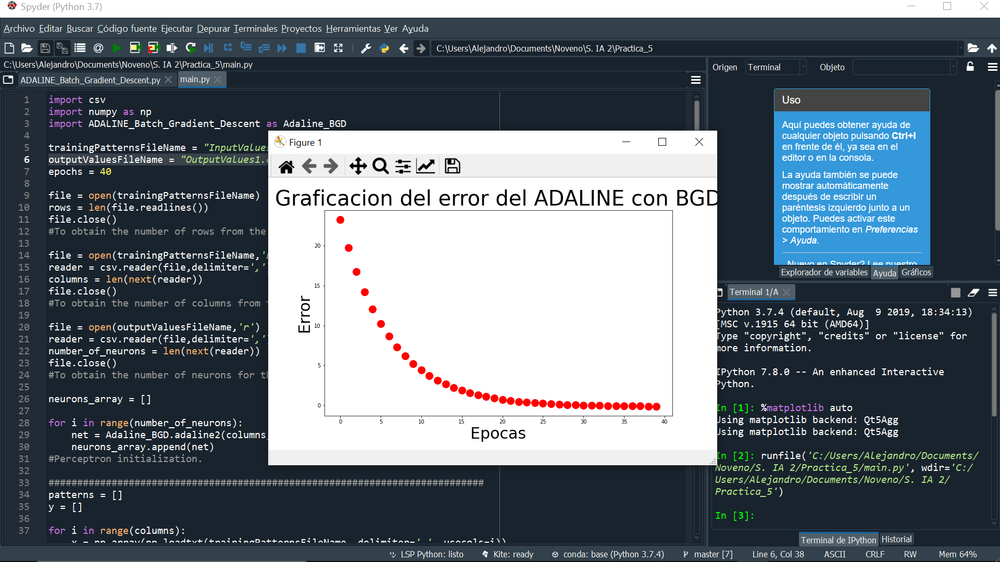 Spyder (Python 3.7)
Archivo Editar Buscar Código fuente Ejecutar Depurar Terminales Proyectos Herramientas Ver Ayuda
C:\Users\Alejandro\Documents\Noveno\S. IA 2\Practica_5
C:\Users\Alejandro\Documents\Noveno\S. IA 2\Practica_5\main.py
ADALINE_Batch_Gradient_Descent.py
main.py
1 import csv
2 import numpy as np
3 import ADALINE_Batch_Gradient_Descent as Adaline_BGD
4
5 trainingPatternsFileName = "InputValues
6 outputValuesFileName = "OutputValues1.
7 epochs = 40
8
9 file = open(trainingPatternsFileName)
10 rows = len(file.readlines())
11 file.close()
12 #To obtain the number of rows from the
13
14 file = open(trainingPatternsFileName,'
15 reader = csv.reader(file,delimiter=','
16 columns = len(next(reader))
17 file.close()
18 #To obtain the number of columns from
19
20 file = open(outputValuesFileName,'r')
21 reader = csv.reader(file,delimiter=','
22 number_of_neurons = len(next(reader))
23 file.close()
24 #To obtain the number of neurons for
25
26 neurons_array = []
27
28 for i in range(number_of_neurons):
29 net = Adaline_BGD.adaline2(columns
30 neurons_array.append(net)
31 #Perceptron initialization.
32
33 ############################################################################
34 patterns = []
35 y = []
36
37 for i in range(columns):
x = np.array(np.loadtxt(trainingPatternsFileName, delimiter=',', usecols=i))
Figure 1
Graficacion del error del ADALINE con BGD
Error
20
15
10
5
0
0 5 10 15 20 25 30 35 40
Epocas
Origen Terminal Objeto
Uso
Aquí puedes obtener ayuda de
cualquier objeto pulsando Ctrl+I
en frente de él, ya sea en el
editor o en la consola.
La ayuda también se puede
mostrar automáticamente
después de escribir un
paréntesis izquierdo junto a un
objeto. Puedes activar este
comportamiento en Preferencias
> Ayuda.
Nuevo en Spyder? Lee nuestro
Explorador de variables Ayuda Gráficos
Terminal 1/A
Python 3.7.4 (default, Aug  9 2019, 18:34:13)
[MSC v.1915 64 bit (AMD64)]
Type "copyright", "credits" or "license" for
more information.
IPython 7.8.0 -- An enhanced Interactive
Python.
In [1]: %matplotlib auto
Using matplotlib backend: Qt5Agg
Using matplotlib backend: Qt5Agg
In [2]: runfile('C:/Users/Alejandro/Documents/
Noveno/S. IA 2/Practica_5/main.py', wdir='C:/
Users/Alejandro/Documents/Noveno/S. IA 2/
Practica_5')
In [3]:
Terminal de IPython Historial
LSP Python: listo Kite: ready conda: base (Python 3.7.4) master [7] Line 6, Col 38 ASCII CRLF RW Mem 64%